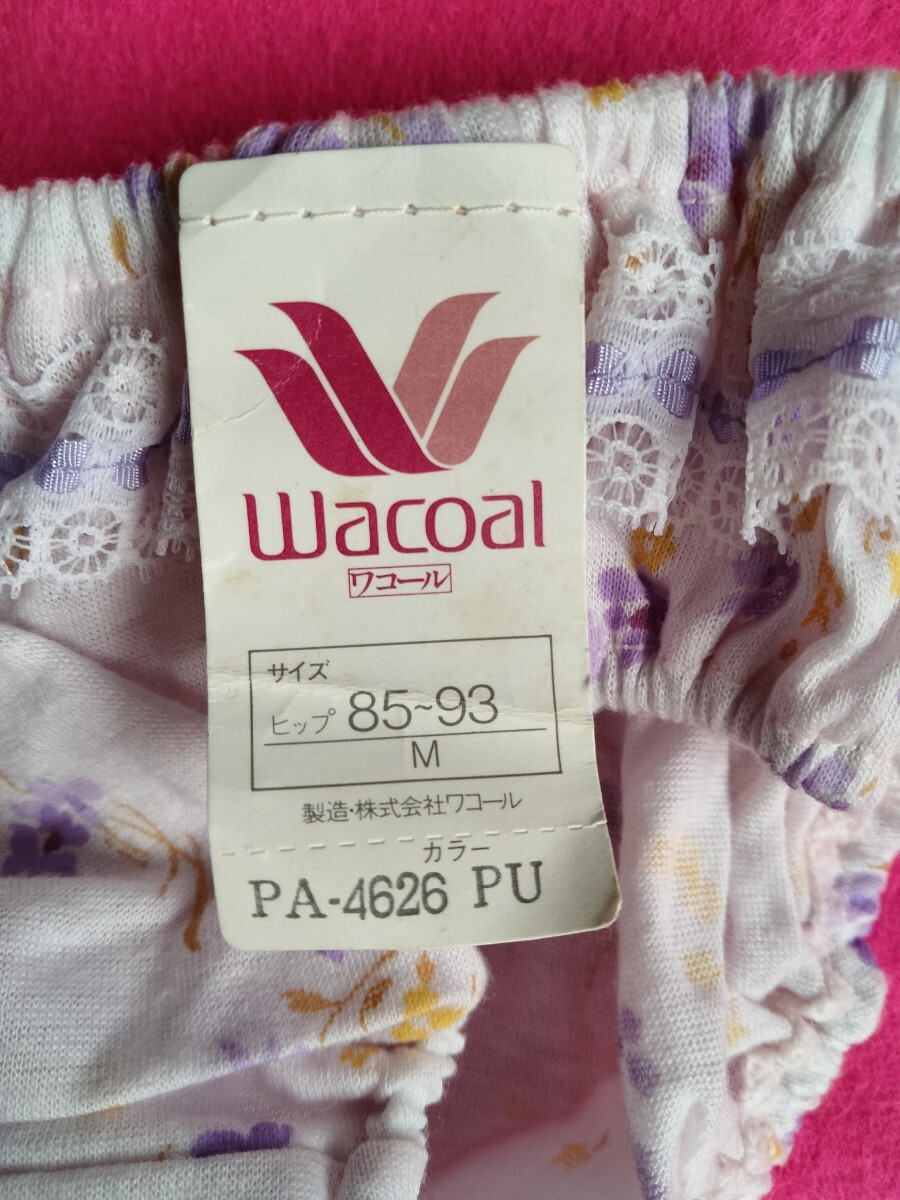 Wacoal
ワコール
サイズ
ヒップ 85~93
M
製造・株式会社ワコール
カラー
PA-4626 PU